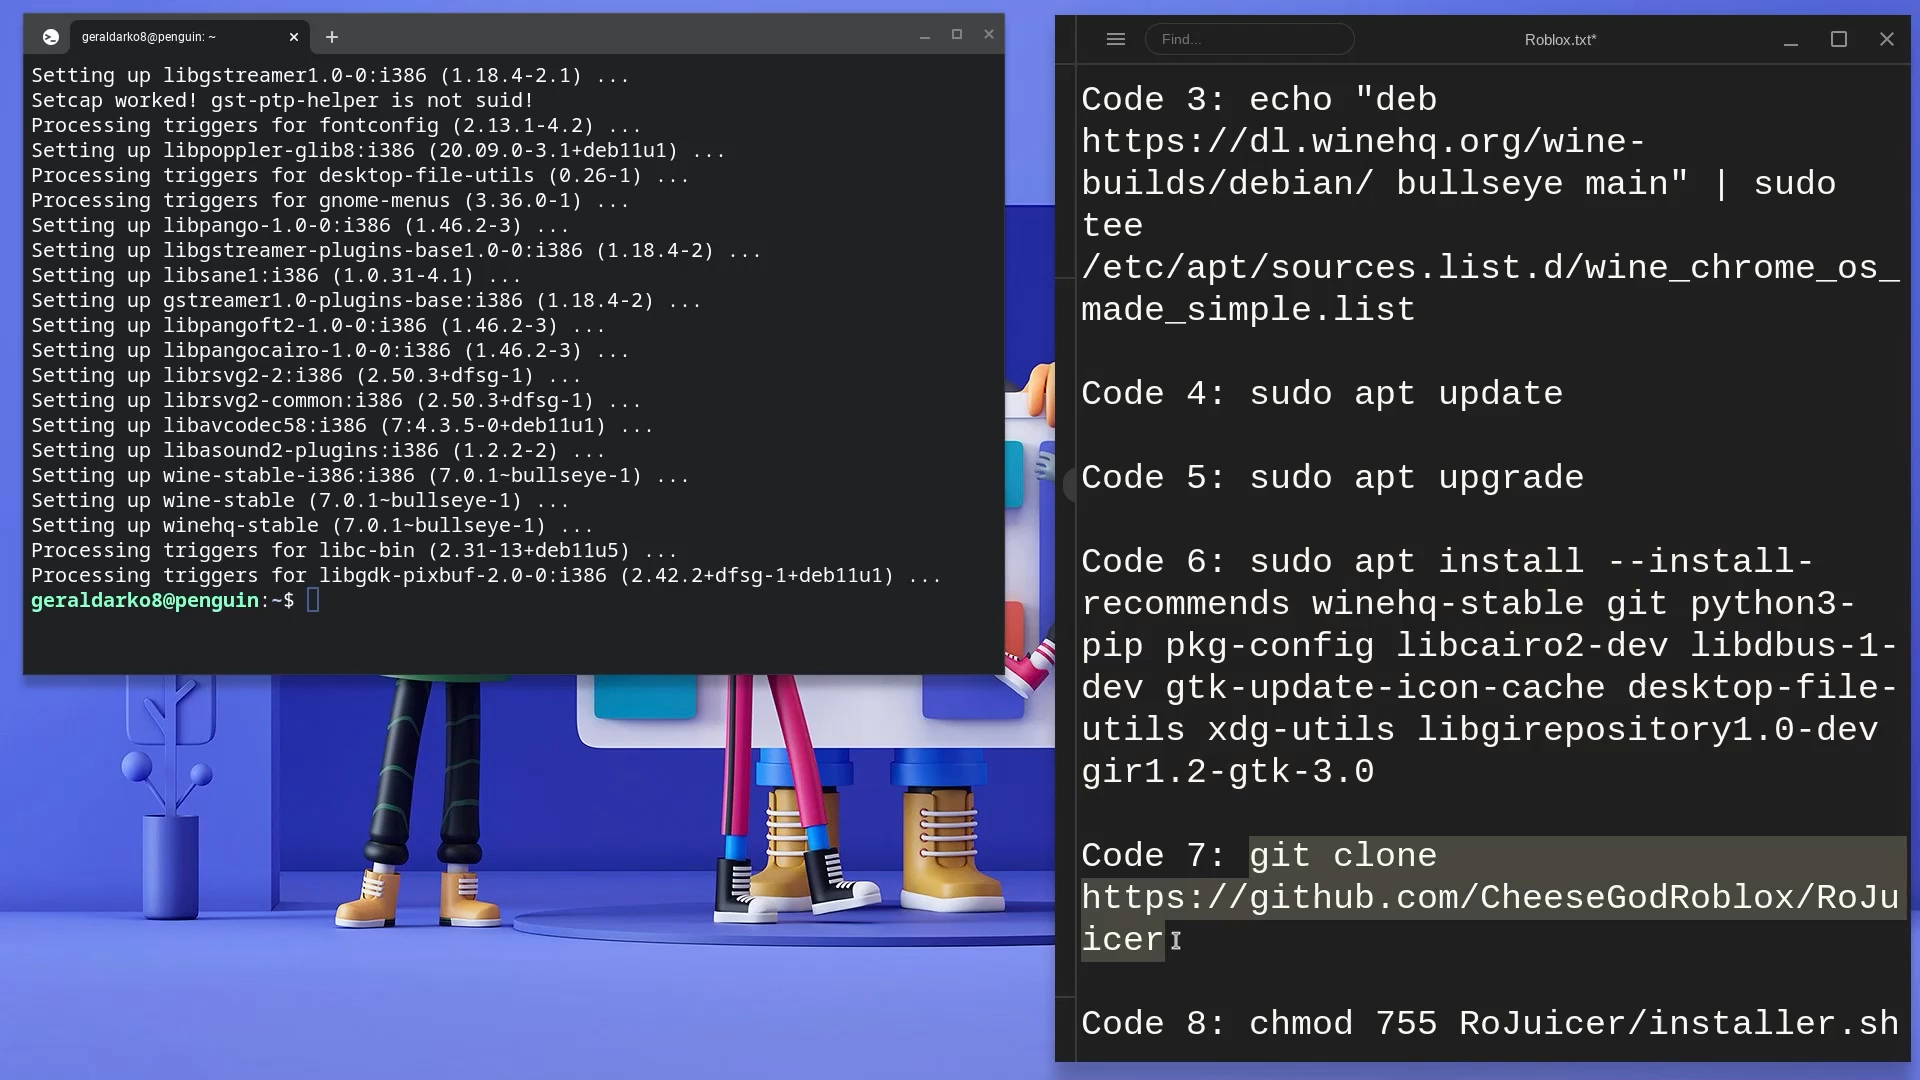 geraldarko8@penguin: ~
Setting up libgstreamer1.0-0:i386 (1.18.4-2.1) ...
Setcap worked! gst-ptp-helper is not suid!
Processing triggers for fontconfig (2.13.1-4.2) ...
Setting up libpoppler-glib8:i386 (20.09.0-3.1+deb11u1) ...
Processing triggers for desktop-file-utils (0.26-1) ...
Processing triggers for gnome-menus (3.36.0-1) ...
Setting up libpango-1.0-0:i386 (1.46.2-3) ...
Setting up libgstreamer-plugins-base1.0-0:i386 (1.18.4-2) ...
Setting up libsane1:i386 (1.0.31-4.1) ...
Setting up gstreamer1.0-plugins-base:i386 (1.18.4-2) ...
Setting up libpangoft2-1.0-0:i386 (1.46.2-3) ...
Setting up libpangocairo-1.0-0:i386 (1.46.2-3) ...
Setting up librsvg2-2:i386 (2.50.3+dfsg-1) ...
Setting up librsvg2-common:i386 (2.50.3+dfsg-1) ...
Setting up libavcodec58:i386 (7:4.3.5-0+deb11u1) ...
Setting up libasound2-plugins:i386 (1.2.2-2) ...
Setting up wine-stable-i386:i386 (7.0.1~bullseye-1) ...
Setting up wine-stable (7.0.1~bullseye-1) ...
Setting up winehq-stable (7.0.1~bullseye-1) ...
Processing triggers for libc-bin (2.31-13+deb11u5) ...
Processing triggers for libgdk-pixbuf-2.0-0:i386 (2.42.2+dfsg-1+deb11u1) ...
geraldarko8@penguin:~$
Find...
Roblox.txt*
Code 3: echo "deb
https://dl.winehq.org/wine-
builds/debian/ bullseye main" | sudo
tee
/etc/apt/sources.list.d/wine_chrome_os_
made_simple.list
Code 4: sudo apt update
Code 5: sudo apt upgrade
Code 6: sudo apt install --install-
recommends winehq-stable git python3-
pip pkg-config libcairo2-dev libdbus-1-
dev gtk-update-icon-cache desktop-file-
utils xdg-utils libgirepository1.0-dev
gir1.2-gtk-3.0
Code 7: git clone
https://github.com/CheeseGodRoblox/RoJu
icer
Code 8: chmod 755 RoJuicer/installer.sh